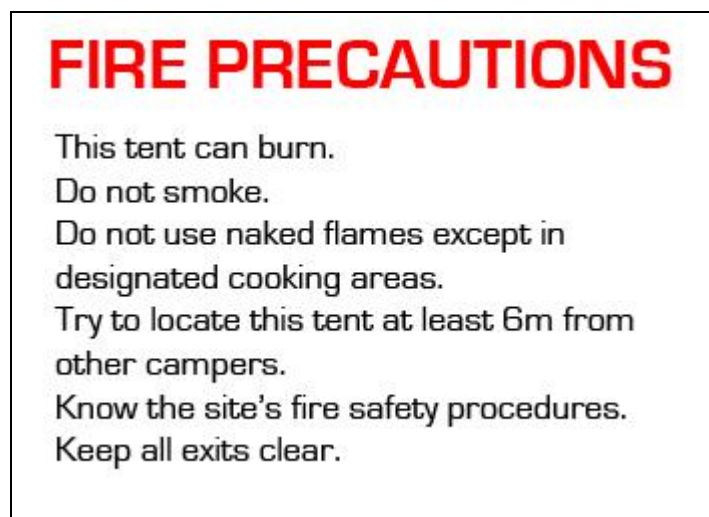 FIRE PRECAUTIONS
This tent can burn.
Do not smoke.
Do not use naked flames except in
designated cooking areas.
Try to locate this tent at least 6m from
other campers.
Know the site's fire safety procedures.
Keep all exits clear.